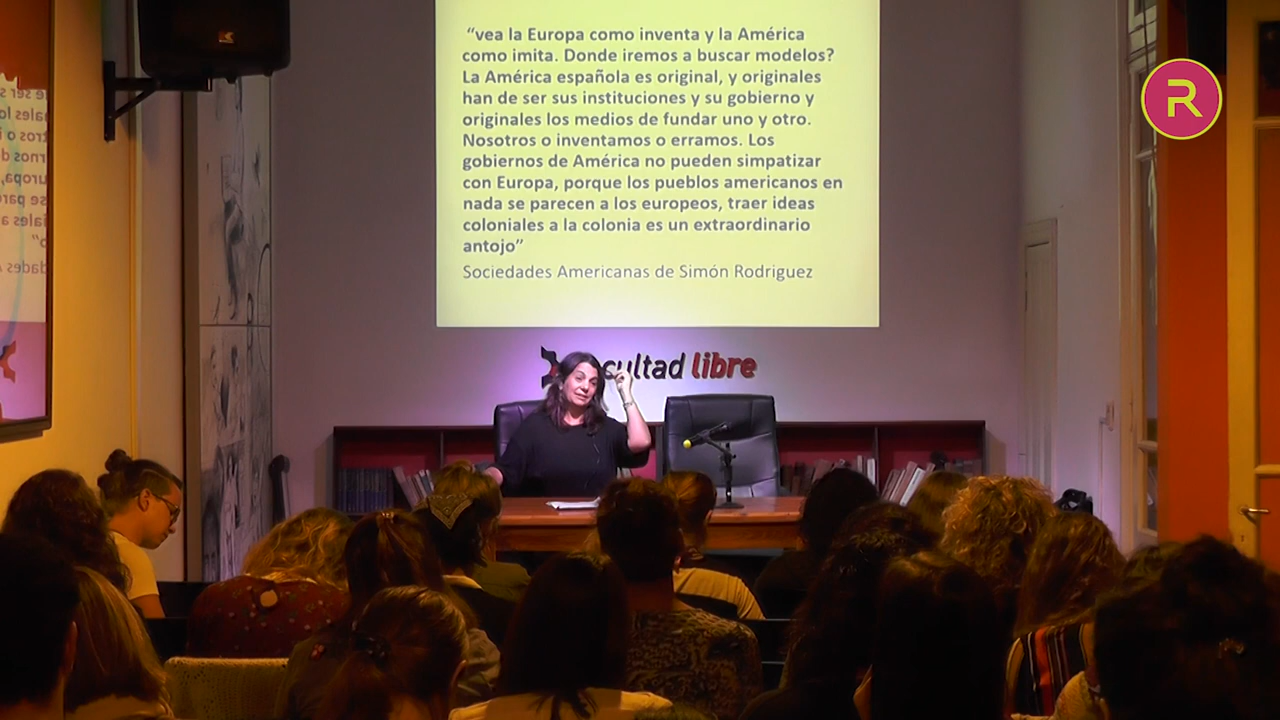 “vea la Europa como inventa y la América
como imita. Donde iremos a buscar modelos?
La América española es original, y originales
han de ser sus instituciones y su gobierno y
originales los medios de fundar uno y otro.
Nosotros o inventamos o erramos. Los
gobiernos de América no pueden simpatizar
con Europa, porque los pueblos americanos en
nada se parecen a los europeos, traer ideas
coloniales a la colonia es un extraordinario
antojo”
Sociedades Americanas de Simón Rodriguez
R
cultad libre